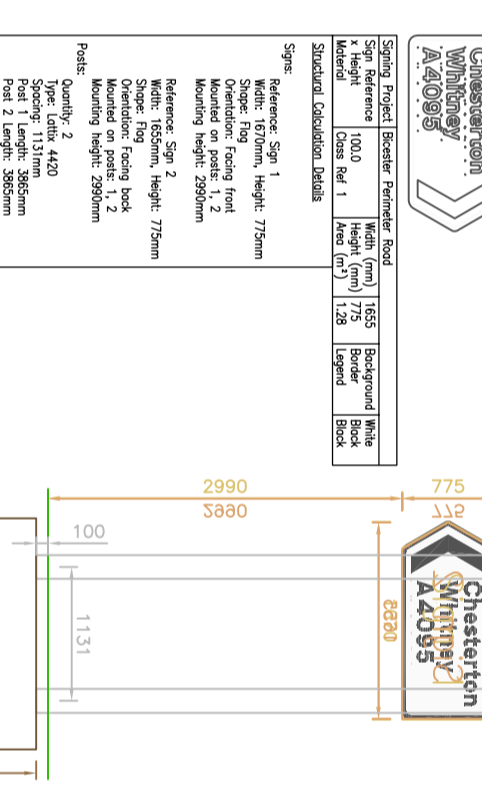 Chesterton
Whitney
A4095
Signing Project Bicester Perimeter Road
Sign Reference Width (mm) 1655 Background White
x Height 100.0 Height (mm) 775 Border Black
Material Class Ref 1 Area (m²) 1.28 Legend Black
Structural Calculation Details
Signs:
Reference: Sign 1
Width: 1670mm, Height: 775mm
Shape: Flag
Orientation: Facing front
Mounted on posts: 1, 2
Mounting height: 2990mm
Reference: Sign 2
Width: 1655mm, Height: 775mm
Shape: Flag
Orientation: Facing back
Mounted on posts: 1, 2
Mounting height: 2990mm
Posts:
Quantity: 2
Type: Lattix 4420
Spacing: 1131mm
Post 1 Length: 3865mm
Post 2 Length: 3865mm
775
775
2990
2990
100
1131
Chesterton
Whitney
A4095